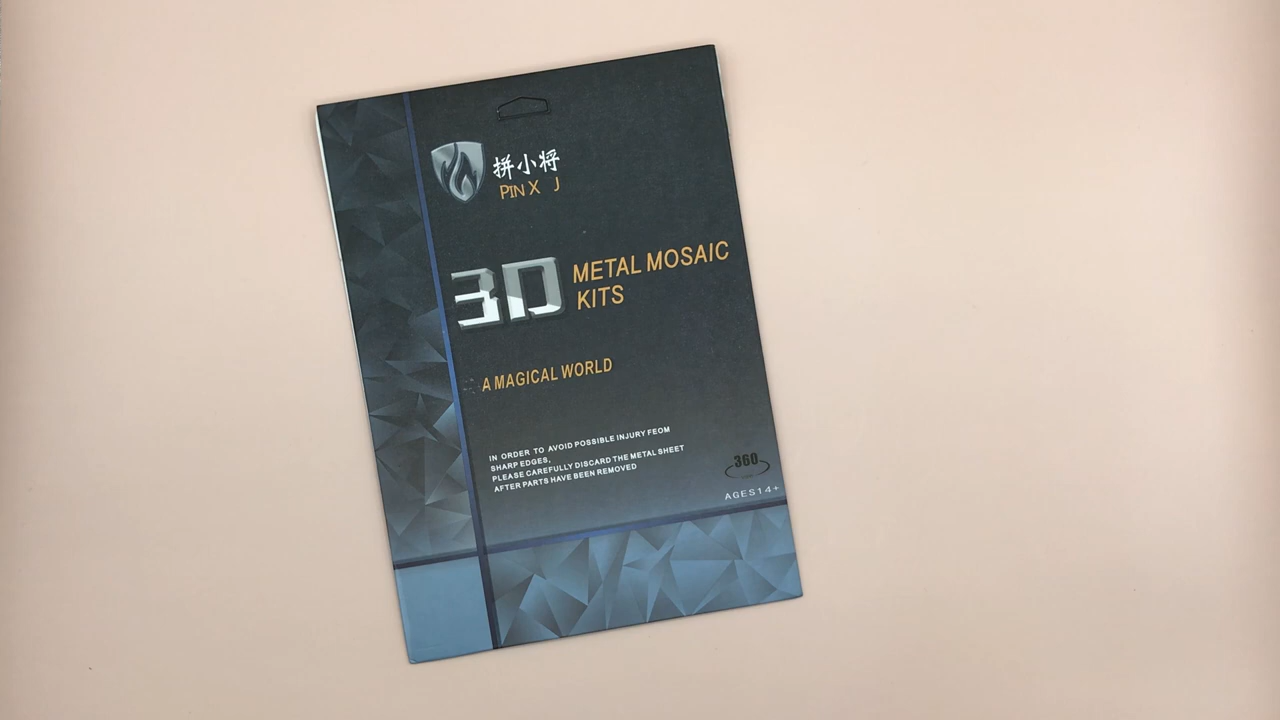 拼小将
PIN X J
3D METAL MOSAIC
KITS
A MAGICAL WORLD
IN ORDER TO AVOID POSSIBLE INJURY FEOM
SHARP EDGES,
PLEASE CAREFULLY DISCARD THE METAL SHEET
AFTER PARTS HAVE BEEN REMOVED
360
AGES14+